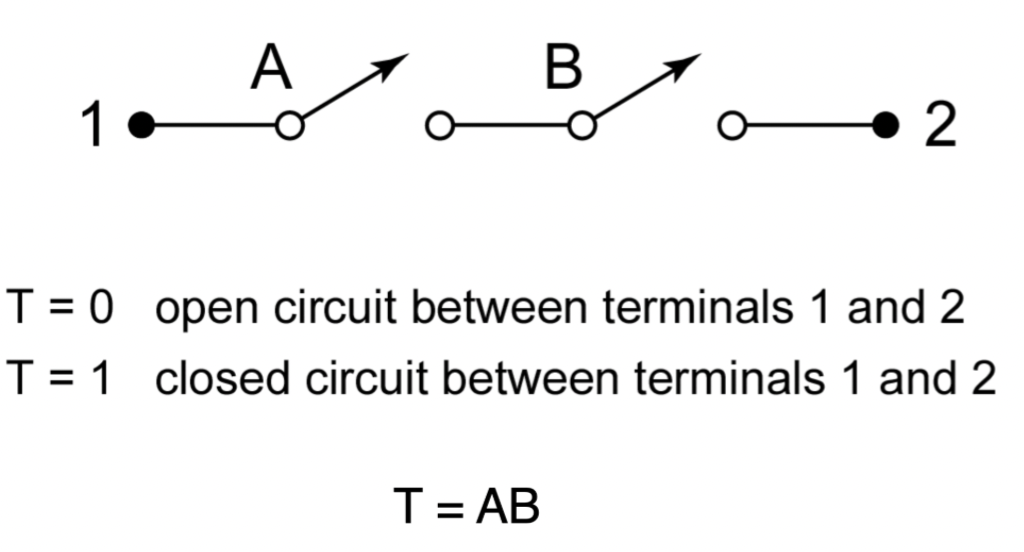 A B
1 2
T = 0 open circuit between terminals 1 and 2
T = 1 closed circuit between terminals 1 and 2
T = AB